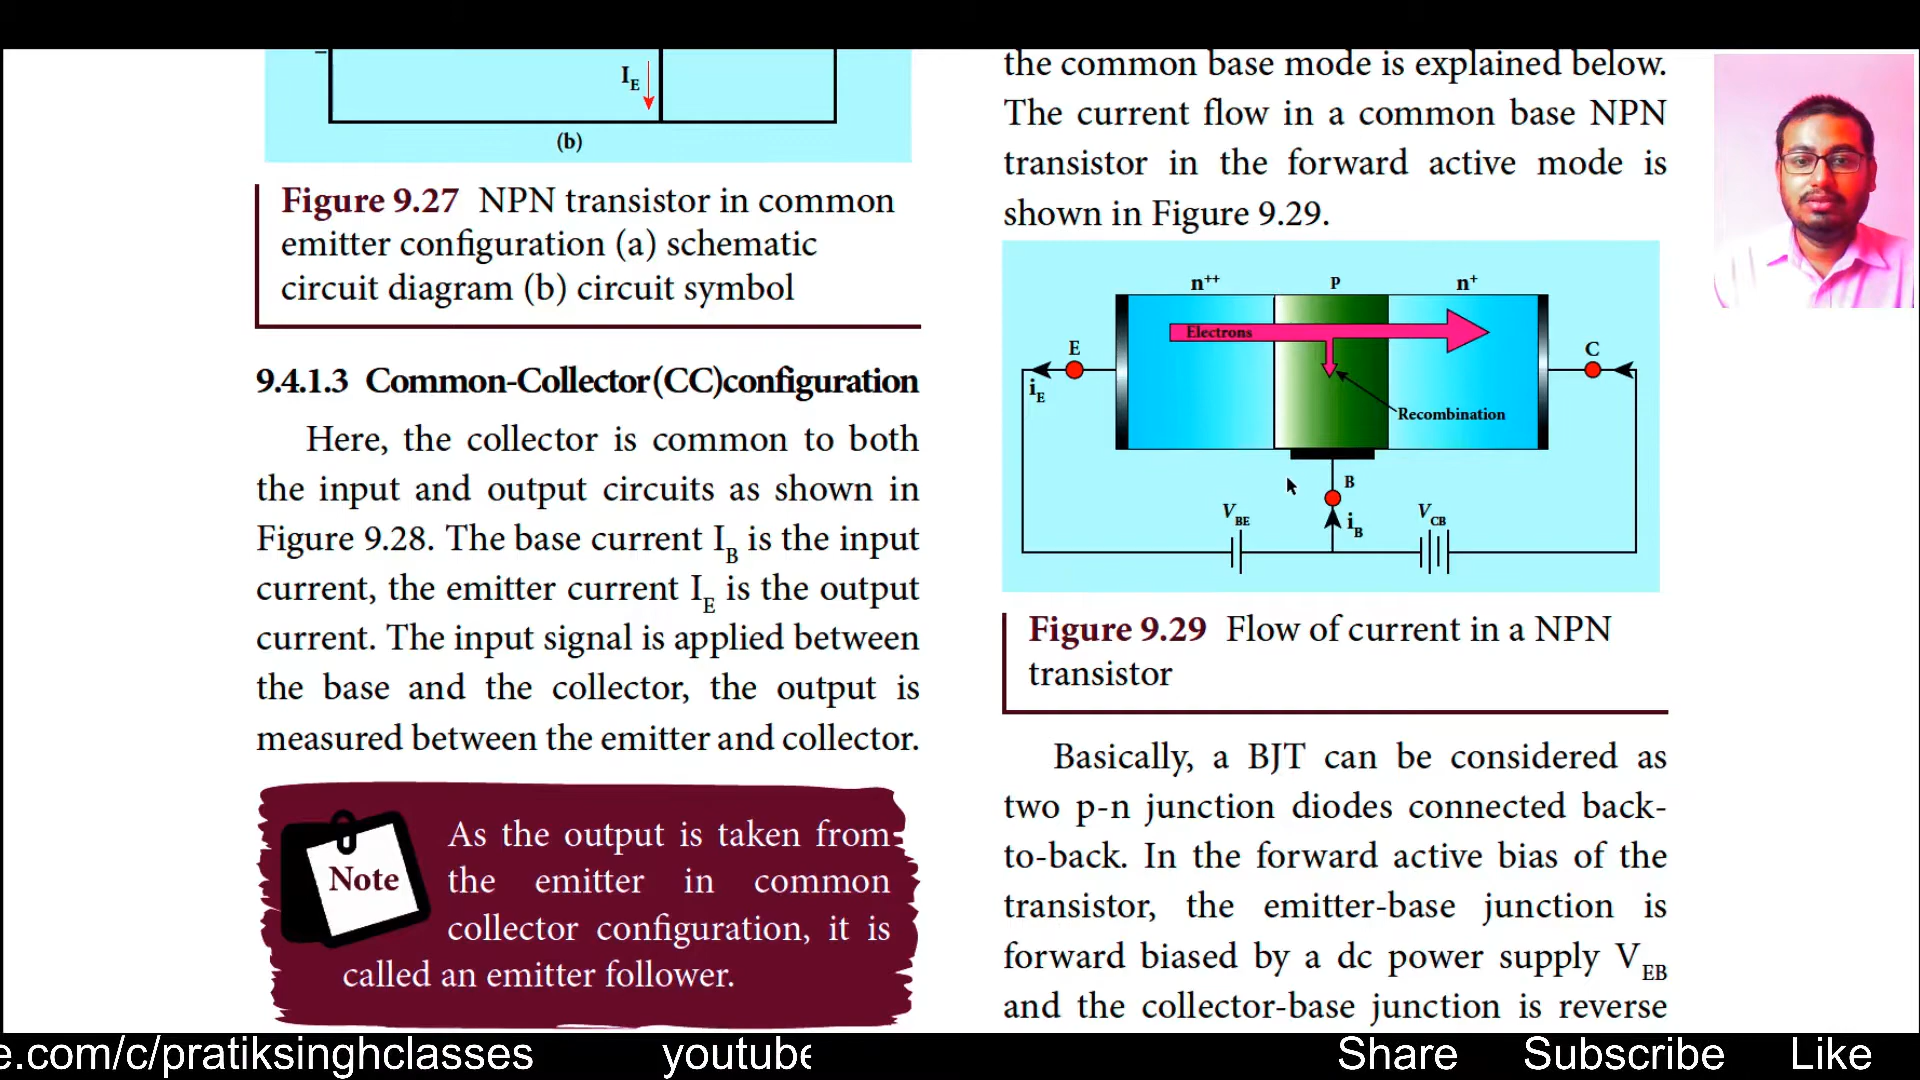 I_E
(b)
Figure 9.27 NPN transistor in common
emitter configuration (a) schematic
circuit diagram (b) circuit symbol
9.4.1.3 Common-Collector(CC)configuration
Here, the collector is common to both
the input and output circuits as shown in
Figure 9.28. The base current I_B is the input
current, the emitter current I_E is the output
current. The input signal is applied between
the base and the collector, the output is
measured between the emitter and collector.
Note
As the output is taken from
the emitter in common
collector configuration, it is
called an emitter follower.
the common base mode is explained below.
The current flow in a common base NPN
transistor in the forward active mode is
shown in Figure 9.29.
n++ P n+
Electrons
E C
i_E
Recombination
B
V_BE V_CB
i_B
Figure 9.29 Flow of current in a NPN
transistor
Basically, a BJT can be considered as
two p-n junction diodes connected back-
to-back. In the forward active bias of the
transistor, the emitter-base junction is
forward biased by a dc power supply V_EB
and the collector-base junction is reverse
e.com/c/pratiksinghclasses youtube Share Subscribe Like